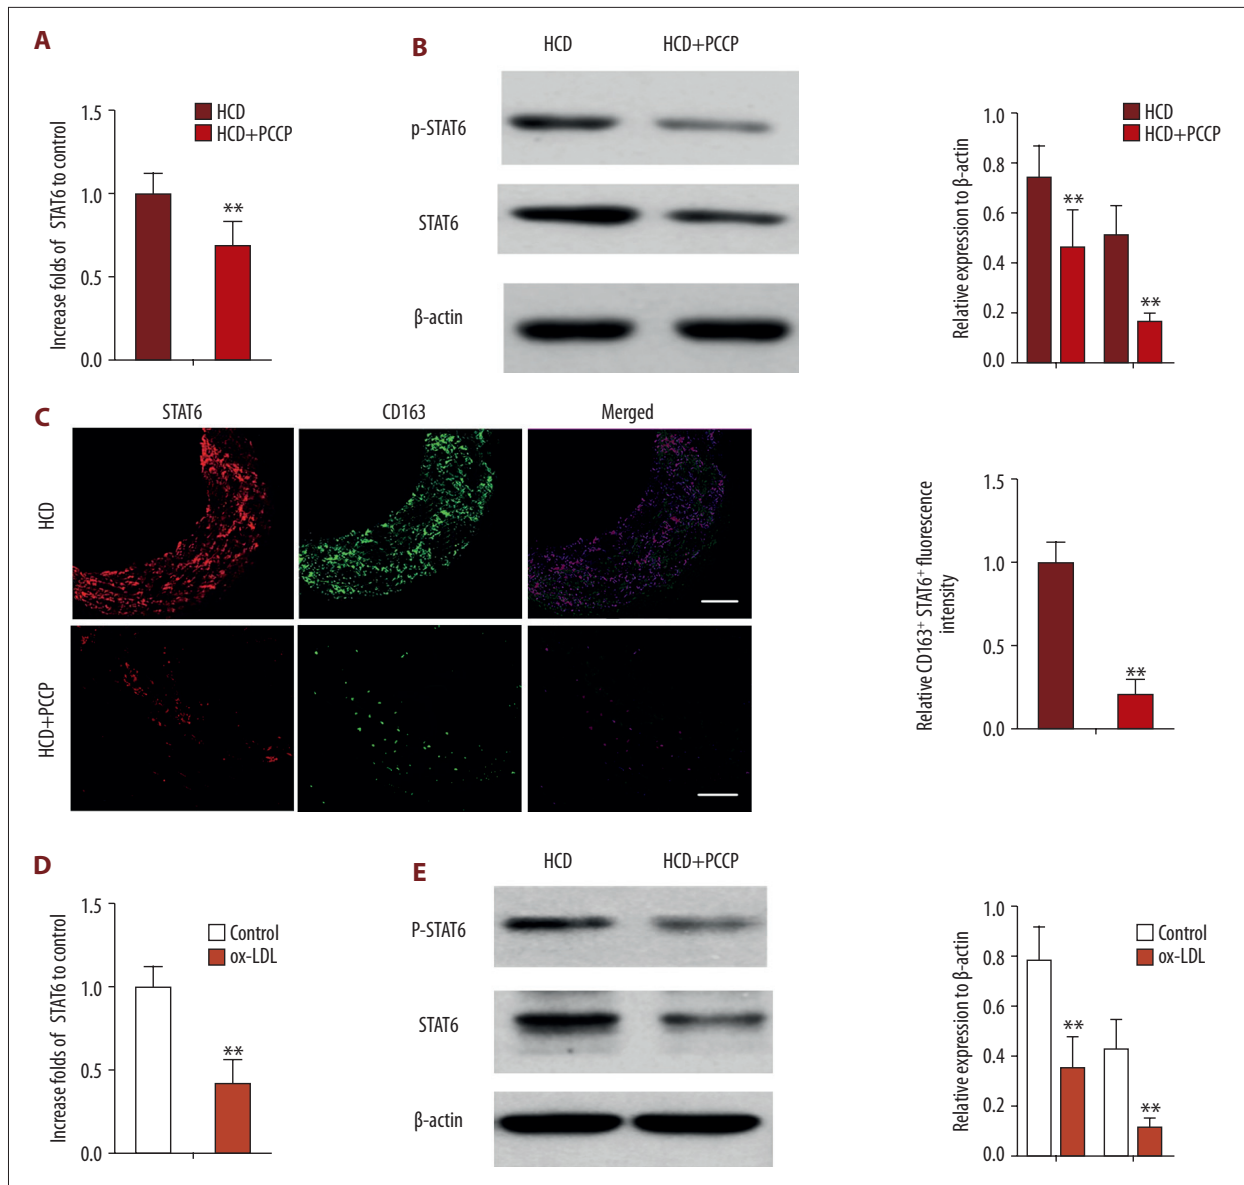 A
Increase folds of STAT6 to control
1.5
1.0
0.5
0.0
HCD
HCD+PCCP
**
B
HCD
HCD+PCCP
p-STAT6
STAT6
β-actin
Relative expression to β-actin
1.0
0.8
0.6
0.4
0.2
0.0
HCD
HCD+PCCP
**
**
C
STAT6
CD163
Merged
HCD
HCD+PCCP
Relative CD163+ STAT6+ fluorescence
intensity
1.5
1.0
0.5
0.0
**
D
Increase folds of STAT6 to control
1.5
1.0
0.5
0.0
Control
ox-LDL
**
E
HCD
HCD+PCCP
P-STAT6
STAT6
β-actin
Relative expression to β-actin
1.0
0.8
0.6
0.4
0.2
0.0
Control
ox-LDL
**
**